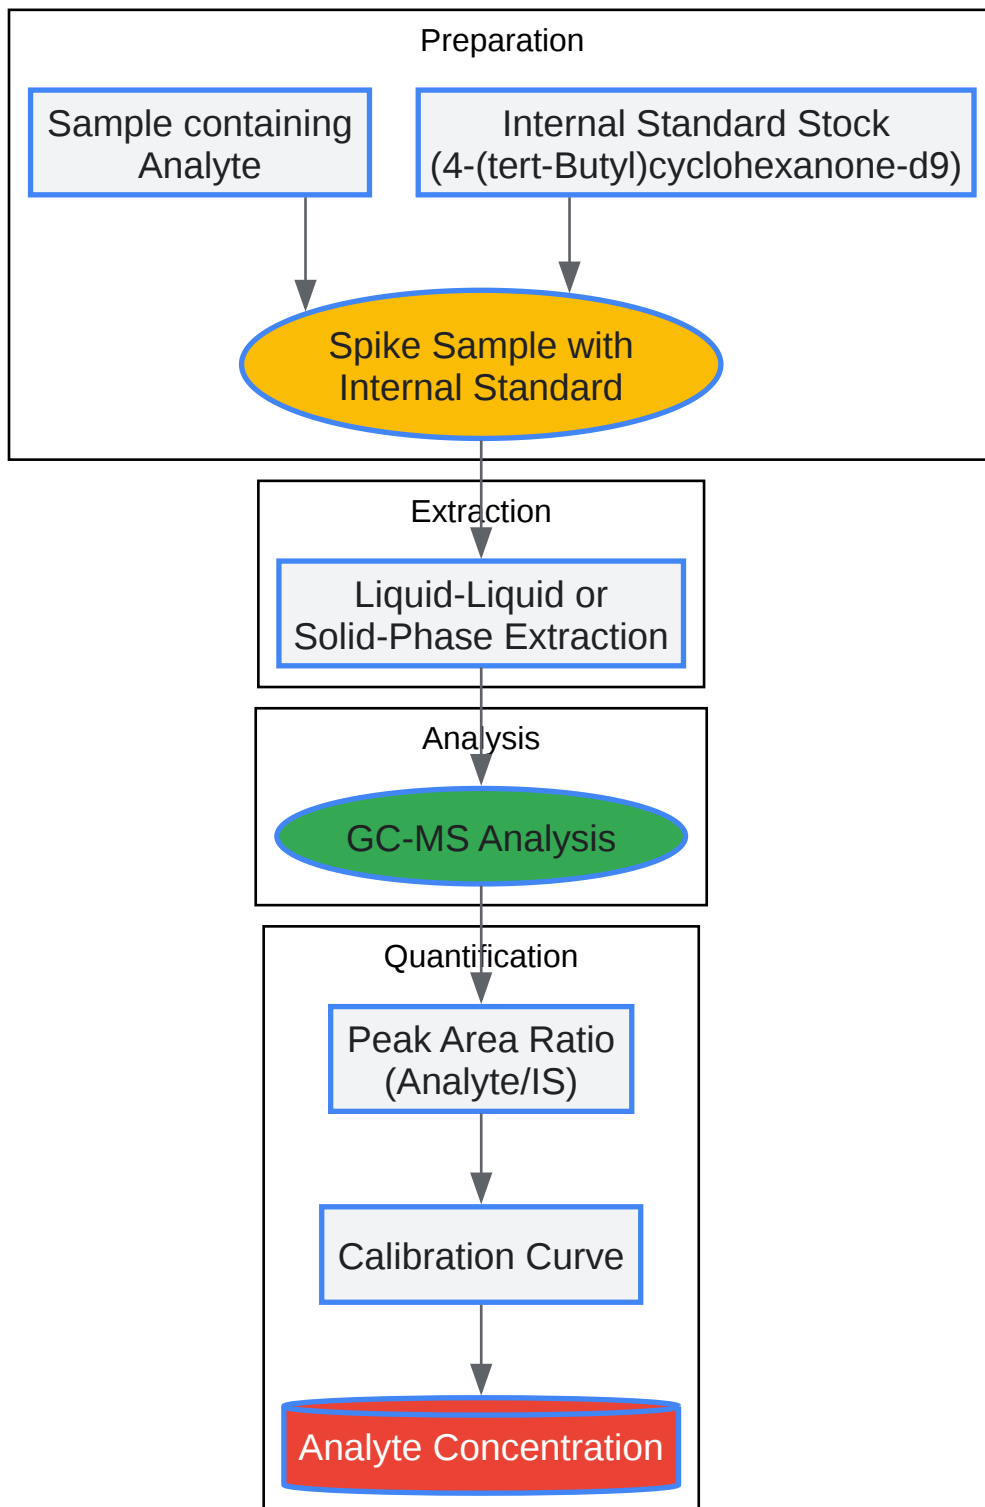 Preparation
Sample containing
Analyte
Internal Standard Stock
(4-(tert-Butyl)cyclohexanone-d9)
Spike Sample with
Internal Standard
Extraction
Liquid-Liquid or
Solid-Phase Extraction
Analysis
GC-MS Analysis
Quantification
Peak Area Ratio
(Analyte/IS)
Calibration Curve
Analyte Concentration